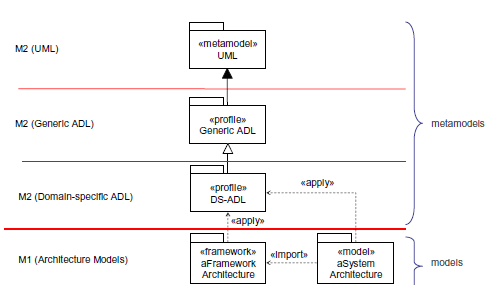 M2 (UML)
«metamodel»
UML
M2 (Generic ADL)
«profile»
Generic ADL
metamodels
M2 (Domain-specific ADL)
«profile»
DS-ADL
«apply»
«apply»
M1 (Architecture Models)
«framework»
aFramework
Architecture
«import»
«model»
aSystem
Architecture
models